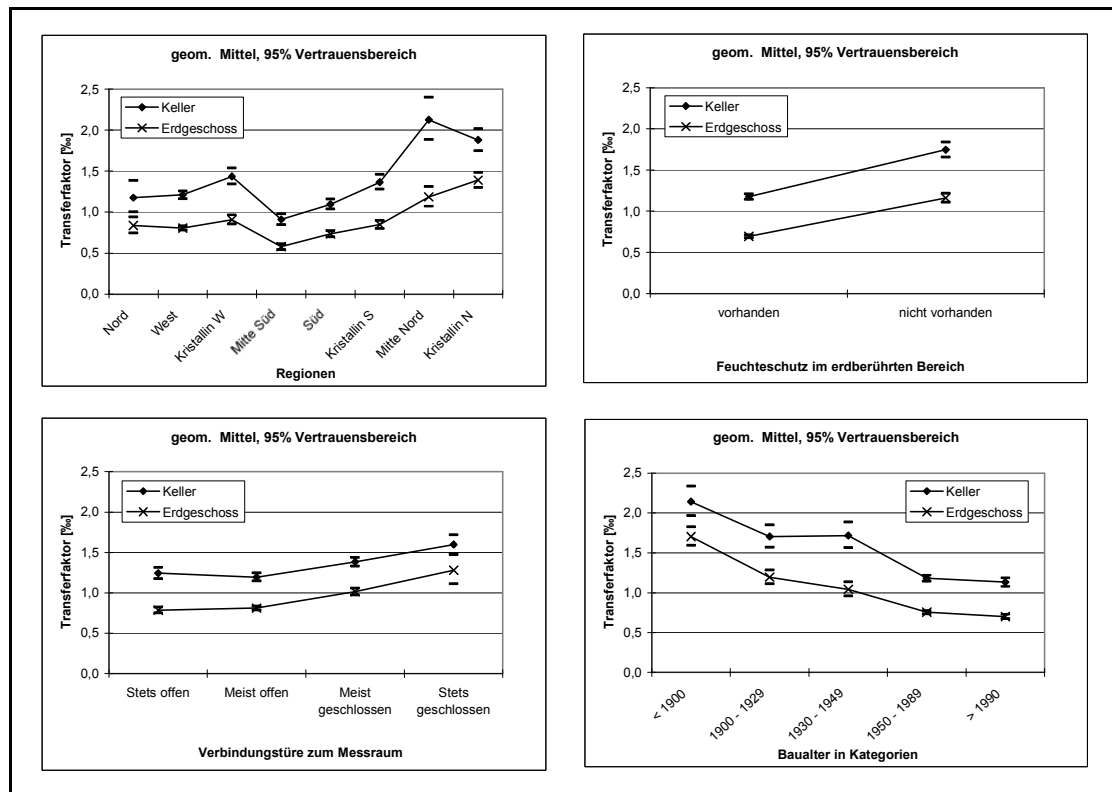 geom. Mittel, 95% Vertrauensbereich
2,5
2,0
1,5
1,0
0,5
0,0
Transferfaktor [‰]
Keller
Erdgeschoss
Nord
West
Kristallin W
Mitte Süd
Süd
Kristallin S
Mitte Nord
Kristallin N
Regionen
geom. Mittel, 95% Vertrauensbereich
2,5
2,0
1,5
1,0
0,5
0,0
Transferfaktor [‰]
Keller
Erdgeschoss
vorhanden
nicht vorhanden
Feuchteschutz im erdberührten Bereich
geom. Mittel, 95% Vertrauensbereich
2,5
2,0
1,5
1,0
0,5
0,0
Transferfaktor [‰]
Keller
Erdgeschoss
Stets offen
Meist offen
Meist
geschlossen
Stets
geschlossen
Verbindungstüre zum Messraum
geom. Mittel, 95% Vertrauensbereich
2,5
2,0
1,5
1,0
0,5
0,0
Transferfaktor [‰]
Keller
Erdgeschoss
< 1900
1900 - 1929
1930 - 1949
1950 - 1989
> 1990
Baualter in Kategorien